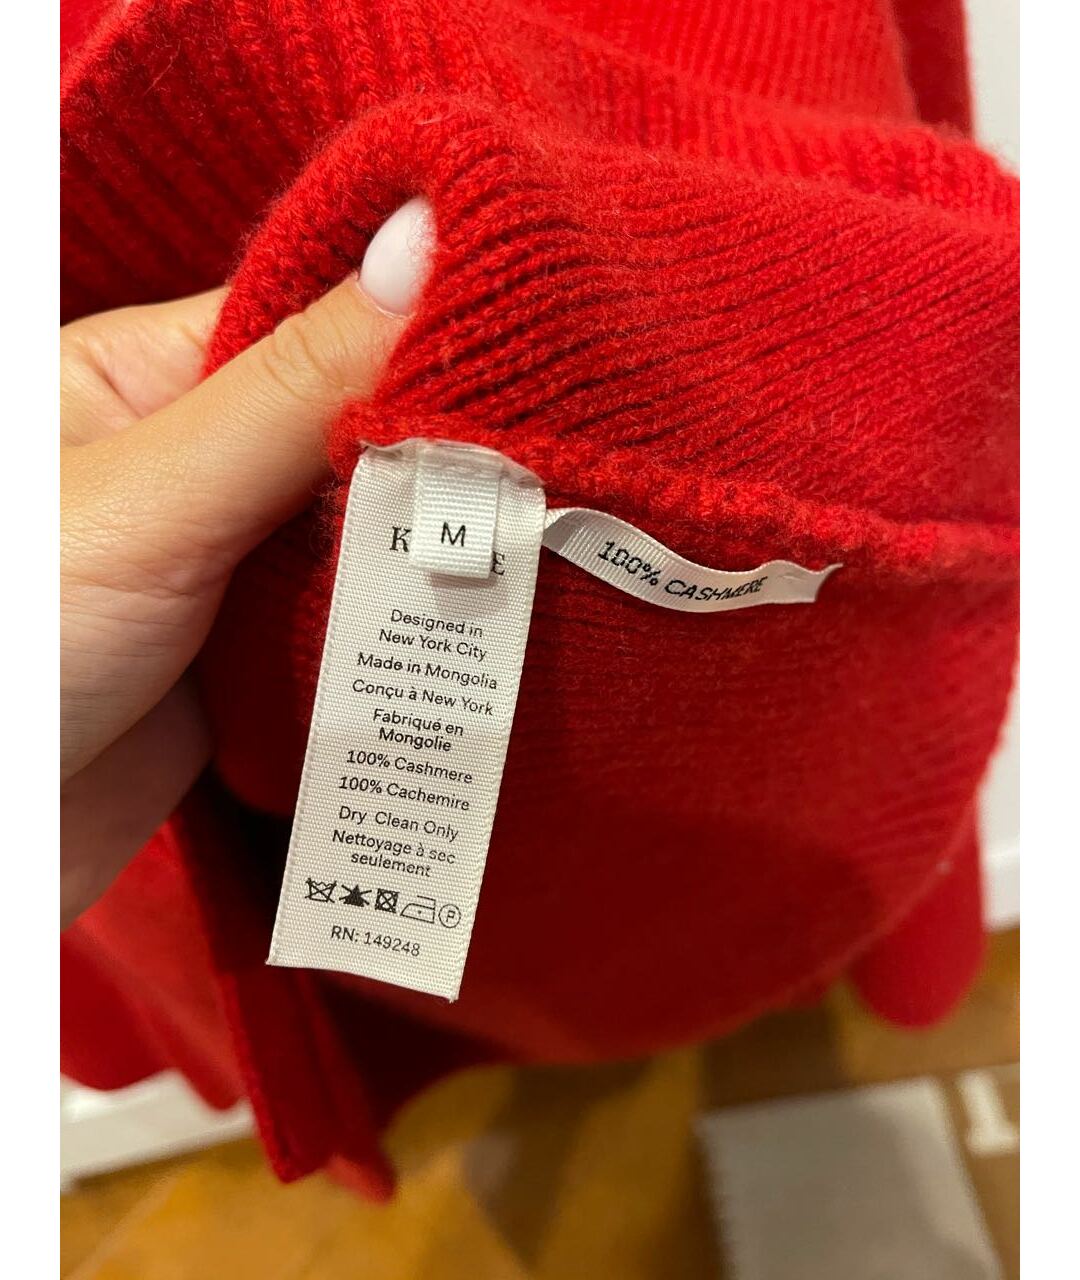 M
K E
100% CASHMERE
Designed in
New York City
Made in Mongolia
Conçu à New York
Fabriqué en
Mongolie
100% Cashmere
100% Cachemire
Dry Clean Only
Nettoyage à sec
seulement
P
RN: 149248